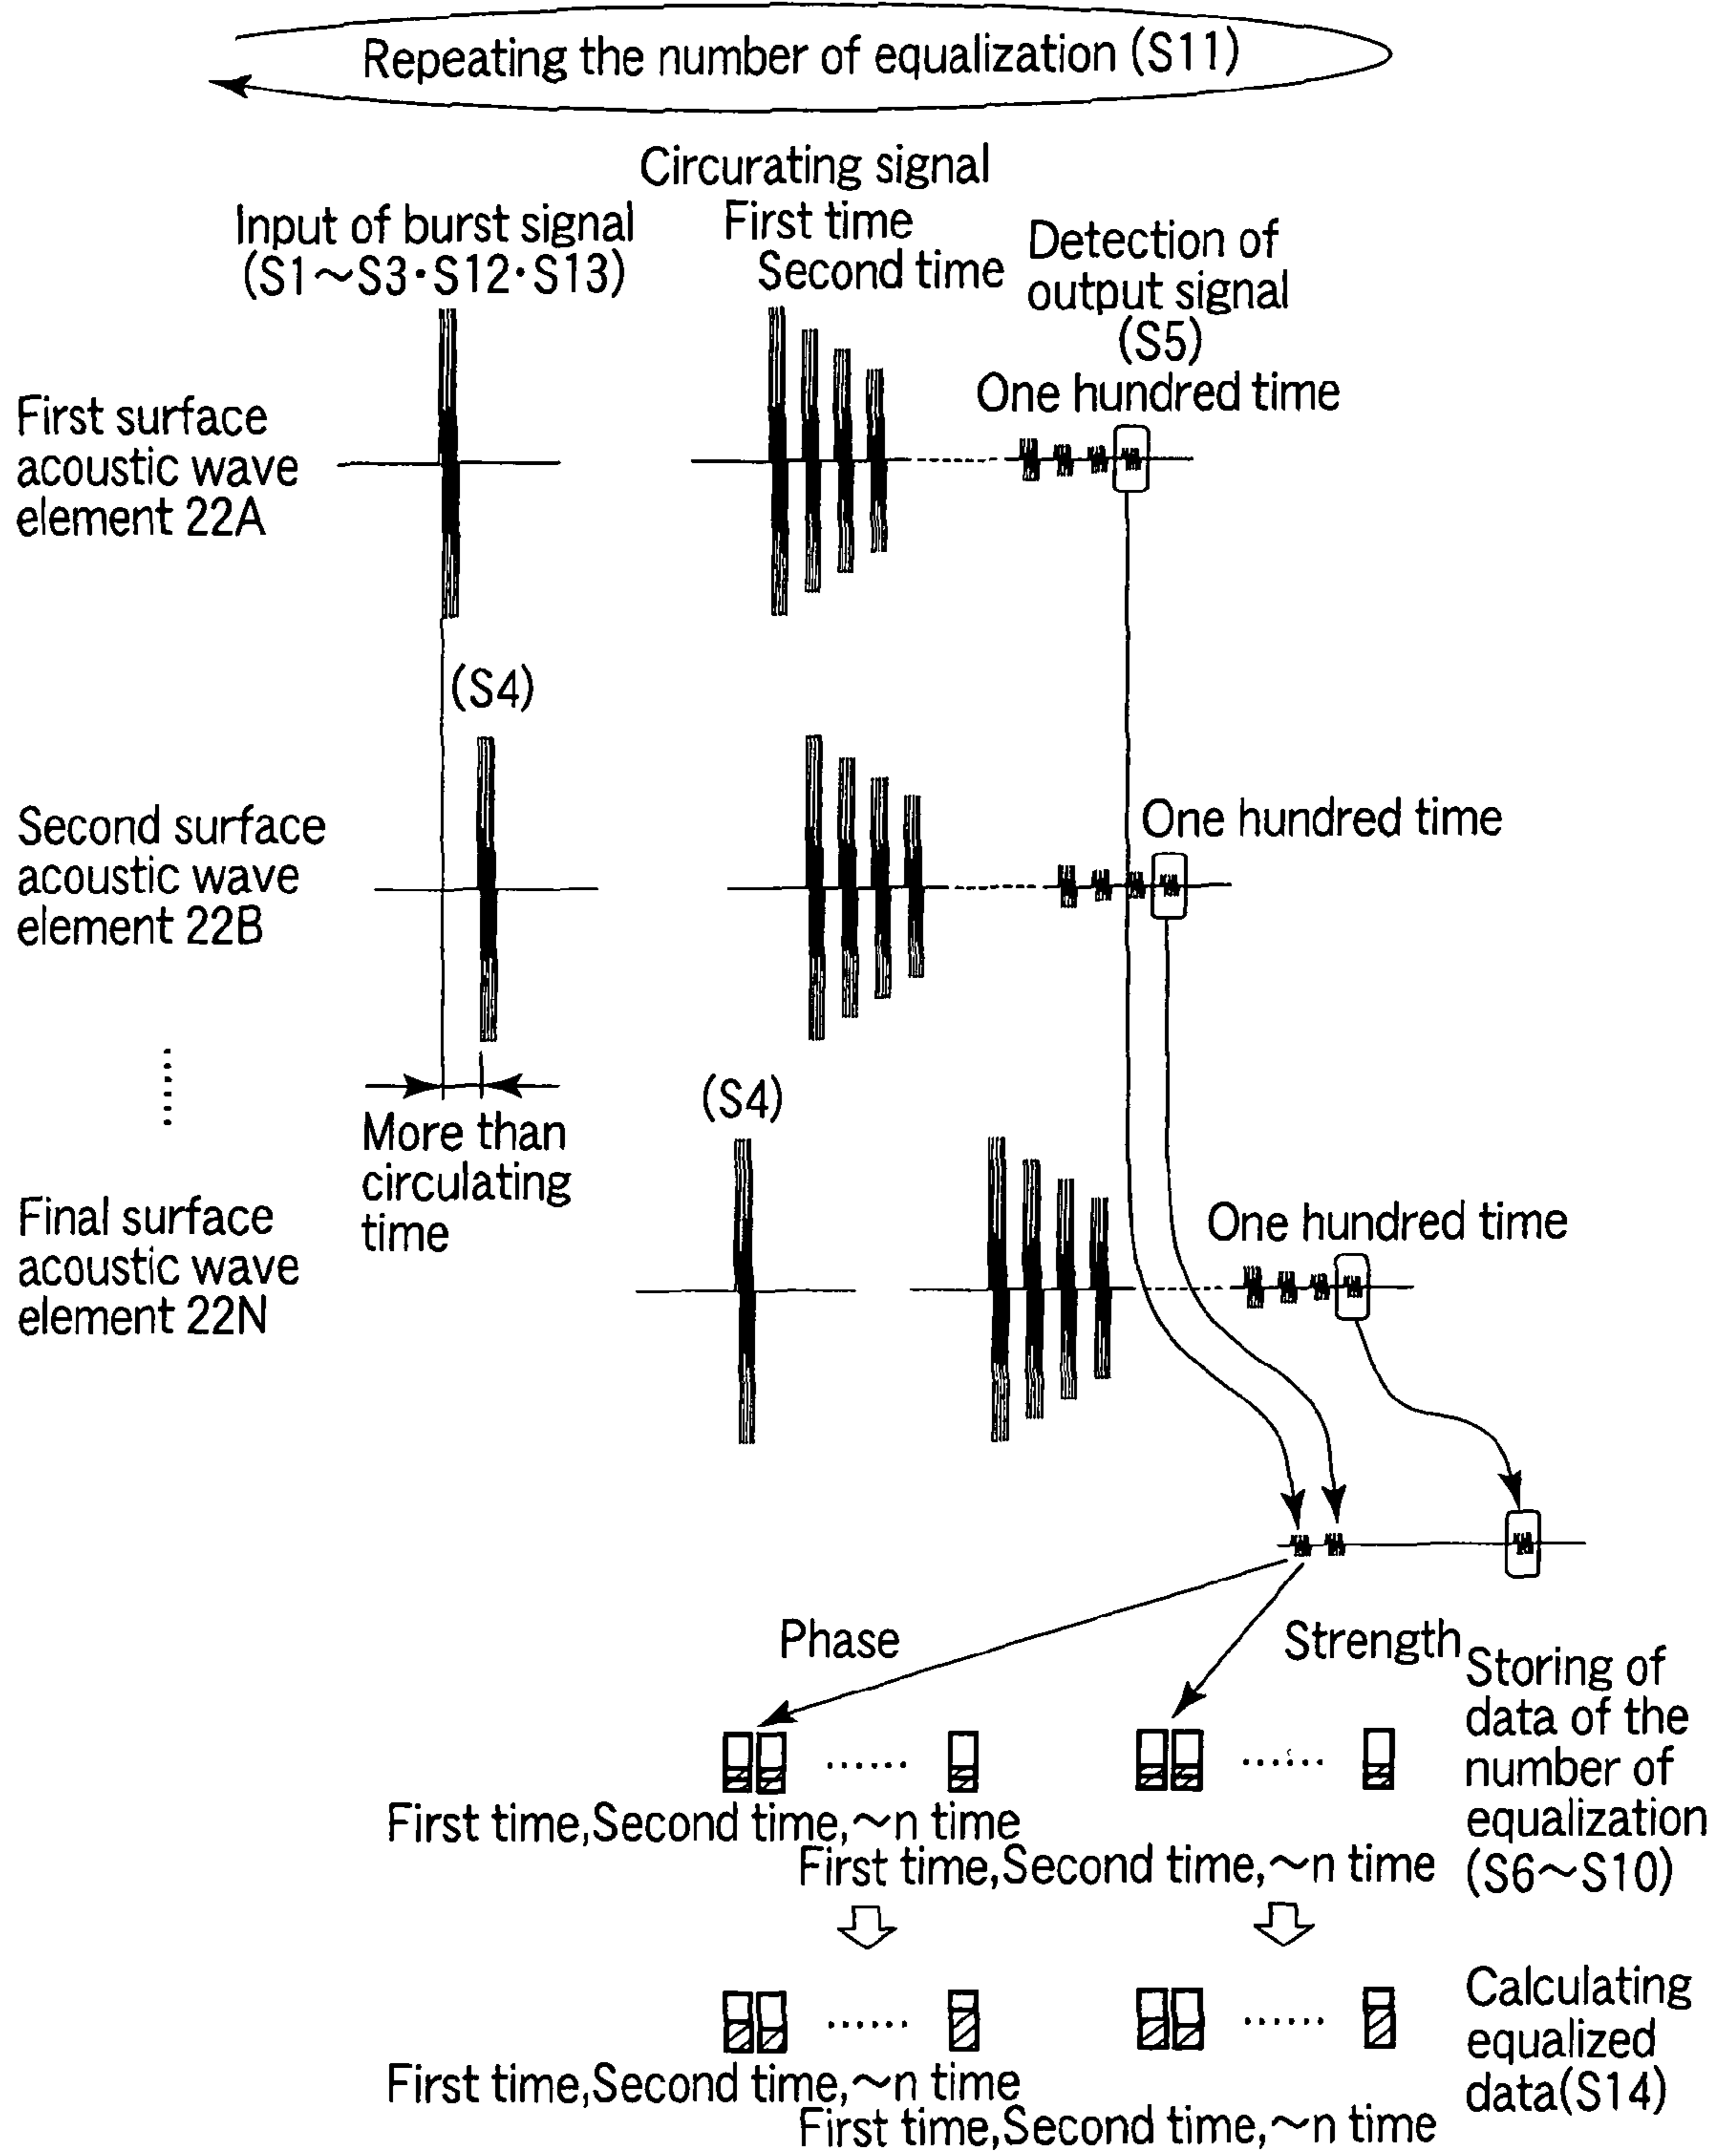 Repeating the number of equalization (S11)
Circurating signal
First time
Second time
Input of burst signal
(S1~S3·S12·S13)
Detection of
output signal
(S5)
One hundred time
First surface
acoustic wave
element 22A
(S4)
Second surface
acoustic wave
element 22B
One hundred time
More than
circulating
time
(S4)
Final surface
acoustic wave
element 22N
One hundred time
Phase
Strength
Storing of
data of the
number of
equalization
(S6~S10)
First time,Second time,~n time
First time,Second time,~n time
Calculating
equalized
data(S14)
First time,Second time,~n time
First time,Second time,~n time